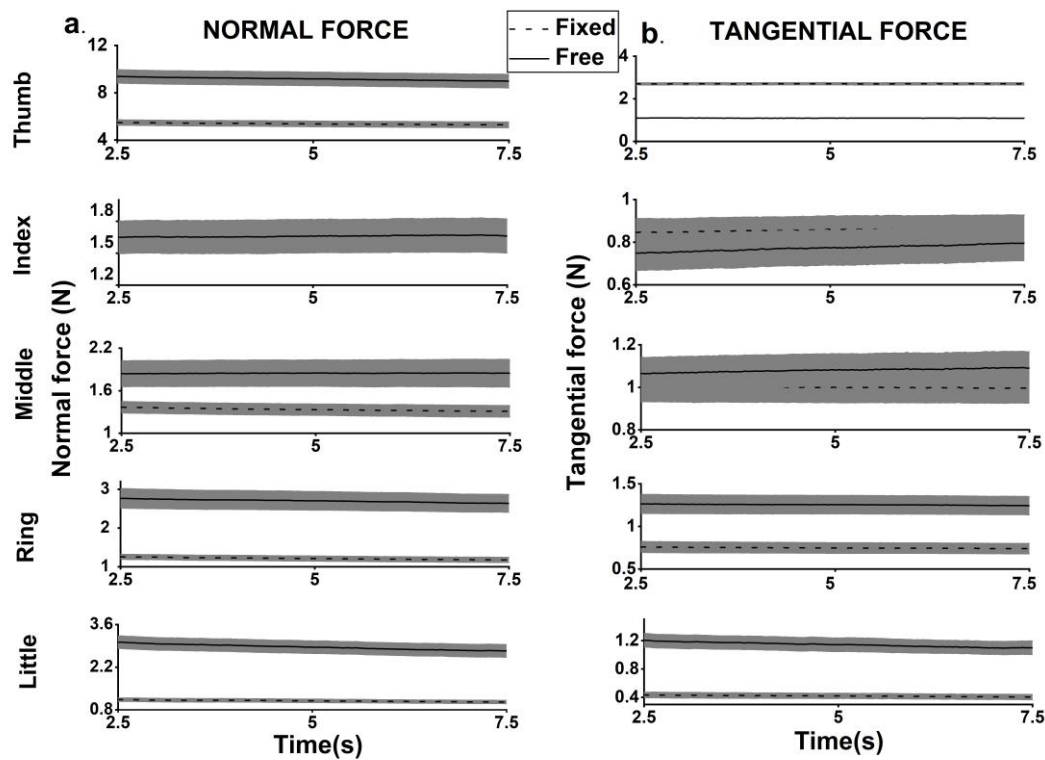 a. NORMAL FORCE
Fixed
Free
b. TANGENTIAL FORCE
Thumb
12
8
4
2.5 5 7.5
4
2
0
2.5 5 7.5
Index
1.8
1.5
1.2
2.5 5 7.5
1
0.8
0.6
2.5 5 7.5
Normal force (N)
Tangential force (N)
Middle
2.2
1.6
1
2.5 5 7.5
1.2
1
0.8
2.5 5 7.5
Ring
3
2
1
2.5 5 7.5
1.5
1
0.5
2.5 5 7.5
Little
3.6
2.2
0.8
2.5 5 7.5
1.2
0.8
0.4
2.5 5 7.5
Time(s)
Time(s)